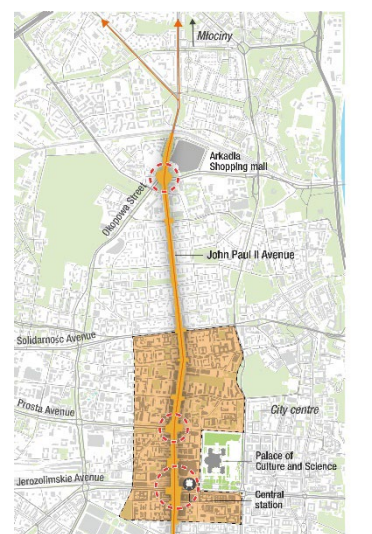 Młociny
Arkadia
Shopping mall
Okopowa Street
John Paul II Avenue
Solidarność Avenue
City centre
Prosta Avenue
Palace of
Culture and Science
Jerozolimskie Avenue
Central
station